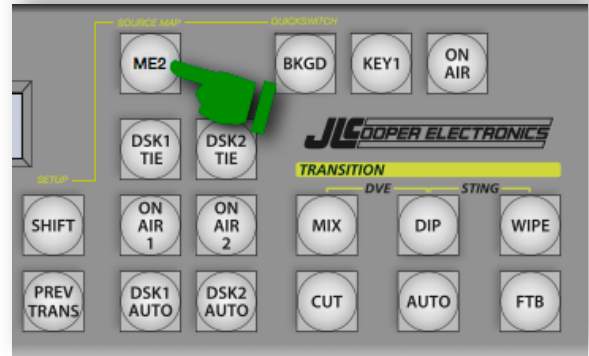 SOURCE MAP
QUICKSWITCH
ME2
BKGD
KEY1
ON
AIR
DSK1
TIE
DSK2
TIE
JLCOOPER ELECTRONICS
TRANSITION
DVE
STING
SETUP
SHIFT
ON
AIR
1
ON
AIR
2
MIX
DIP
WIPE
PREV
TRANS
DSK1
AUTO
DSK2
AUTO
CUT
AUTO
FTB